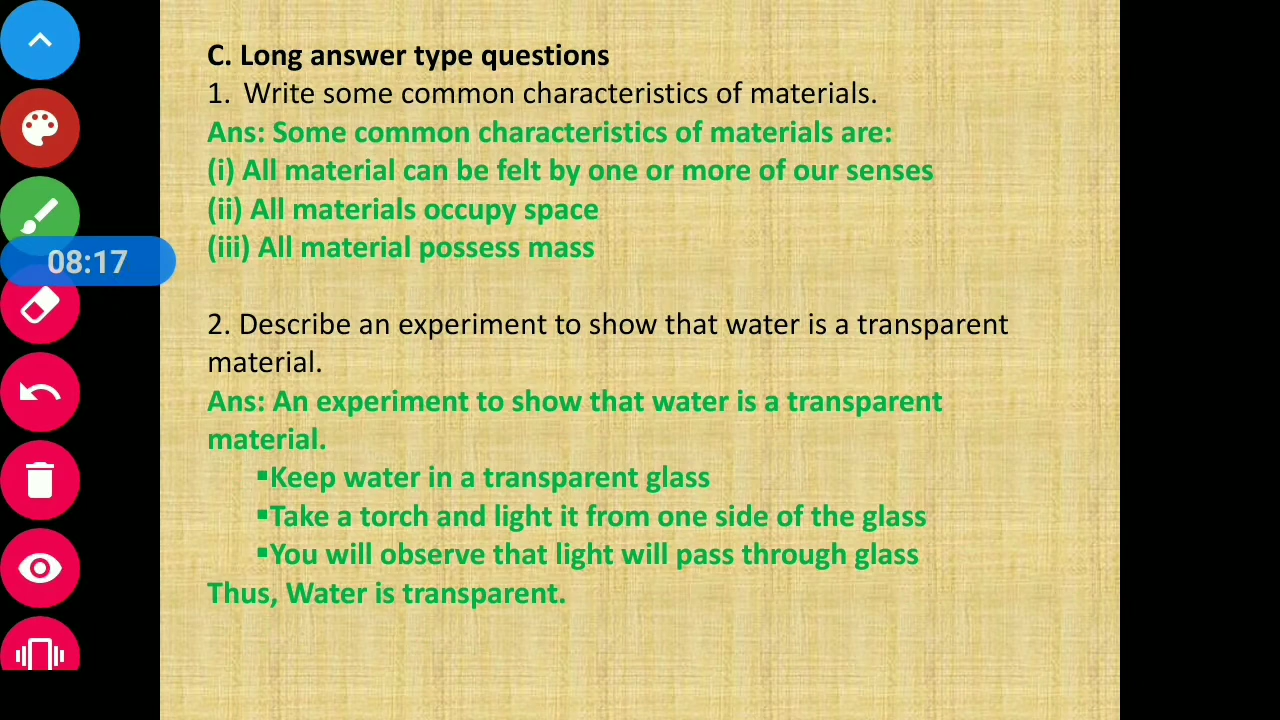 C. Long answer type questions
1. Write some common characteristics of materials.
Ans: Some common characteristics of materials are:
(i) All material can be felt by one or more of our senses
(ii) All materials occupy space
(iii) All material possess mass
08:17
2. Describe an experiment to show that water is a transparent
material.
Ans: An experiment to show that water is a transparent
material.
▪Keep water in a transparent glass
▪Take a torch and light it from one side of the glass
▪You will observe that light will pass through glass
Thus, Water is transparent.